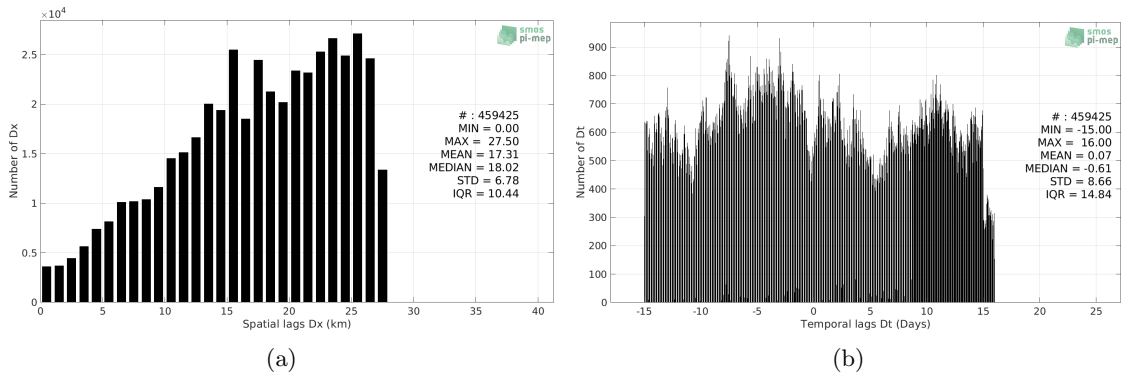 ×10⁴
smos
pi-mep
2.5
2
1.5
1
0.5
0
Number of Dx
# : 459425
MIN = 0.00
MAX = 27.50
MEAN = 17.31
MEDIAN = 18.02
STD = 6.78
IQR = 10.44
0 5 10 15 20 25 30 35 40
Spatial lags Dx (km)
(a)
smos
pi-mep
900
800
700
600
500
400
300
200
100
0
Number of Dt
# : 459425
MIN = -15.00
MAX = 16.00
MEAN = 0.07
MEDIAN = -0.61
STD = 8.66
IQR = 14.84
-15 -10 -5 0 5 10 15 20 25
Temporal lags Dt (Days)
(b)